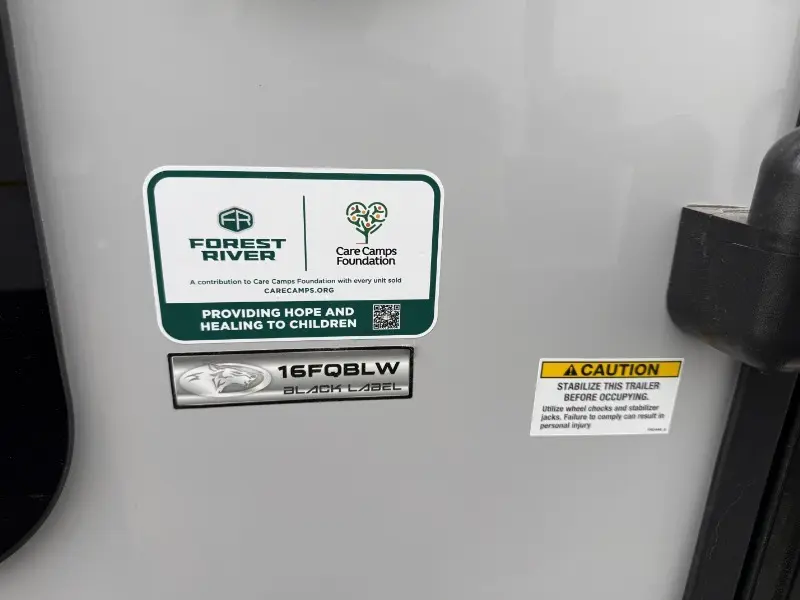 FR
FOREST
RIVER
Care Camps
Foundation
A contribution to Care Camps Foundation with every unit sold
CARECAMPS.ORG
PROVIDING HOPE AND
HEALING TO CHILDREN
16FQBLW
BLACK LABEL
CAUTION
STABILIZE THIS TRAILER
BEFORE OCCUPYING.
Utilize wheel chocks and stabilizer
jacks. Failure to comply can result in
personal injury.